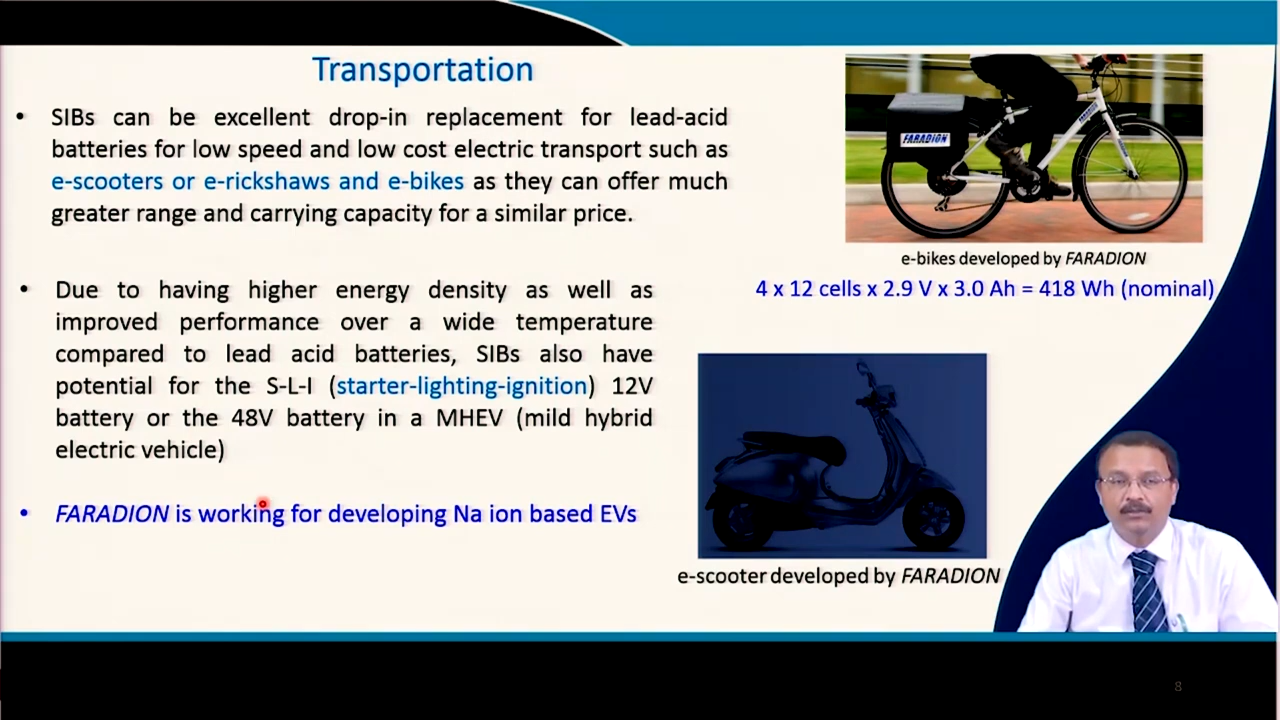 Transportation
• SIBs can be excellent drop-in replacement for lead-acid
batteries for low speed and low cost electric transport such as
e-scooters or e-rickshaws and e-bikes as they can offer much
greater range and carrying capacity for a similar price.
• Due to having higher energy density as well as
improved performance over a wide temperature
compared to lead acid batteries, SIBs also have
potential for the S-L-I (starter-lighting-ignition) 12V
battery or the 48V battery in a MHEV (mild hybrid
electric vehicle)
• FARADION is working for developing Na ion based EVs
FARADION
e-bikes developed by FARADION
4 x 12 cells x 2.9 V x 3.0 Ah = 418 Wh (nominal)
e-scooter developed by FARADION
8